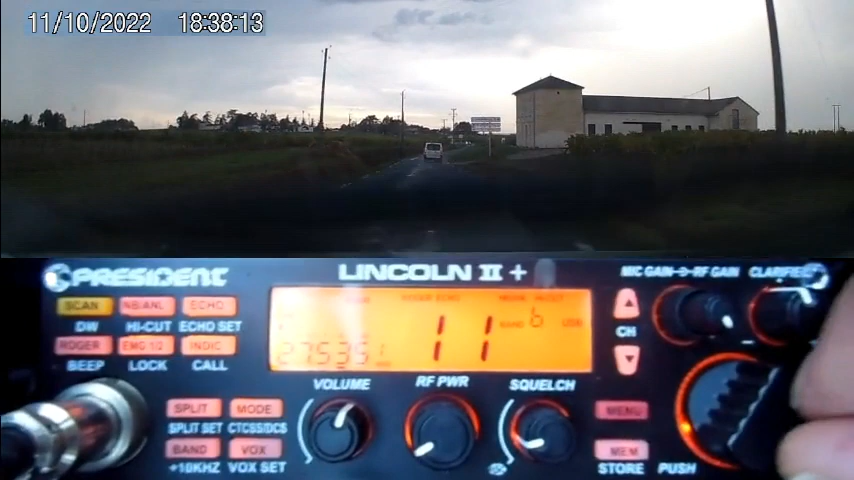 11/10/2022 18:38:13
PRESIDENT LINCOLN II + MIC GAIN RF GAIN CLARIFIER
SCAN NB/ANL ECHO
DW HI-CUT ECHO SET
ROGER EMG 1/2 INDIC
BEEP LOCK CALL
11
BAND b USB
27.535
CH
VOLUME RF PWR SQUELCH
SPLIT MODE MENU
SPLIT SET CTCSS/DCS
BAND VOX MEM
+10KHZ VOX SET STORE PUSH